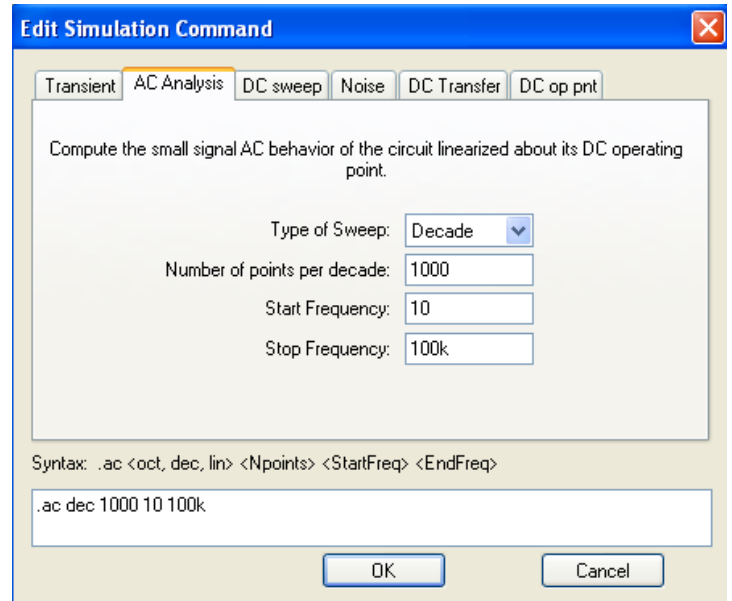 Edit Simulation Command
Transient AC Analysis DC sweep Noise DC Transfer DC op pnt
Compute the small signal AC behavior of the circuit linearized about its DC operating
point.
Type of Sweep: Decade
Number of points per decade: 1000
Start Frequency: 10
Stop Frequency: 100k
Syntax: .ac <oct, dec, lin> <Npoints> <StartFreq> <EndFreq>
.ac dec 1000 10 100k
OK Cancel